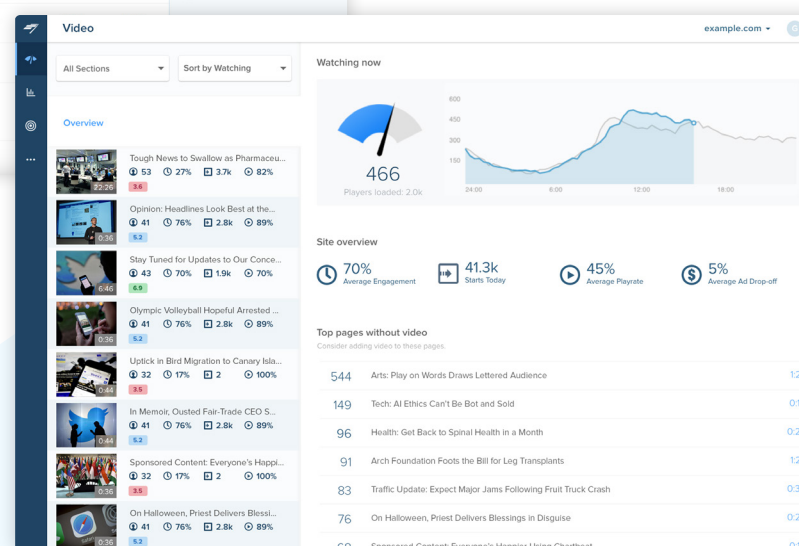 Video
example.com
G
All Sections
Sort by Watching
Overview
Tough News to Swallow as Pharmaceu...
53 27% 3.7k 82%
22:26
3.6
Opinion: Headlines Look Best at the...
41 76% 2.8k 89%
0:36
5.2
Stay Tuned for Updates to Our Conce...
43 70% 1.9k 70%
6:46
Olympic Volleyball Hopeful Arrested ...
41 76% 2.8k 89%
0:36
5.2
Uptick in Bird Migration to Canary Isla...
32 17% 2 100%
0:44
3.5
In Memoir, Ousted Fair-Trade CEO S...
41 76% 2.8k 89%
0:44
5.2
Sponsored Content: Everyone's Happi...
32 17% 2 100%
0:36
3.5
On Halloween, Priest Delivers Blessi...
41 76% 2.8k 89%
0:36
5.2
Watching now
466
Players loaded: 2.0k
600
450
300
150
24:00 6:00 12:00 18:00
Site overview
70%
Average Engagement
41.3k
Starts Today
45%
Average Playrate
5%
Average Ad Drop-off
Top pages without video
Consider adding video to these pages.
544 Arts: Play on Words Draws Lettered Audience
149 Tech: AI Ethics Can't Be Bot and Sold
96 Health: Get Back to Spinal Health in a Month
91 Arch Foundation Foots the Bill for Leg Transplants
83 Traffic Update: Expect Major Jams Following Fruit Truck Crash
76 On Halloween, Priest Delivers Blessings in Disguise
Sponsored Content: Everyone's Happier Using Chartbeat